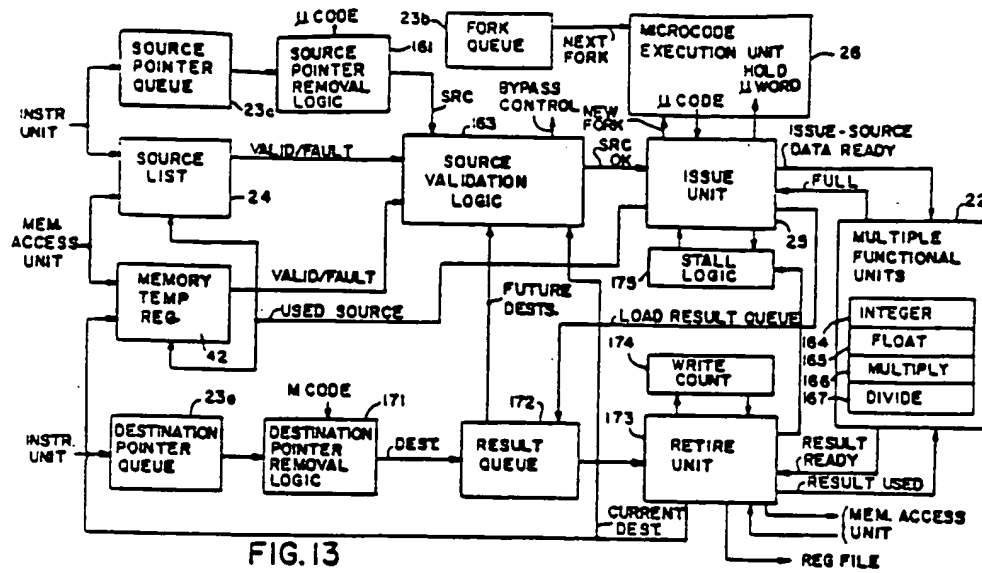 μ CODE
161
SOURCE
POINTER
QUEUE
23c
SOURCE
POINTER
REMOVAL
LOGIC
23b
FORK
QUEUE
NEXT
FORK
MICROCODE
EXECUTION UNIT
HOLD
μ WORD
μ CODE
26
NEW
FORK
INSTR
UNIT
SRC
163
BYPASS
CONTROL
SRC
OK
ISSUE-SOURCE
DATA READY
SOURCE
LIST
24
VALID/FAULT
SOURCE
VALIDATION
LOGIC
ISSUE
UNIT
25
FULL
22
MEM.
ACCESS
UNIT
MEMORY
TEMP
REG.
42
VALID/FAULT
USED SOURCE
FUTURE
DESTS.
175
STALL
LOGIC
MULTIPLE
FUNCTIONAL
UNITS
164
INTEGER
165
FLOAT
166
MULTIPLY
167
DIVIDE
LOAD RESULT QUEUE
174
WRITE
COUNT
23e
M CODE
171
172
173
INSTR.
UNIT
DESTINATION
POINTER
QUEUE
DESTINATION
POINTER
REMOVAL
LOGIC
DEST.
RESULT
QUEUE
RETIRE
UNIT
RESULT
READY
RESULT USED
CURRENT
DEST.
MEM. ACCESS
UNIT
REG FILE
FIG.13